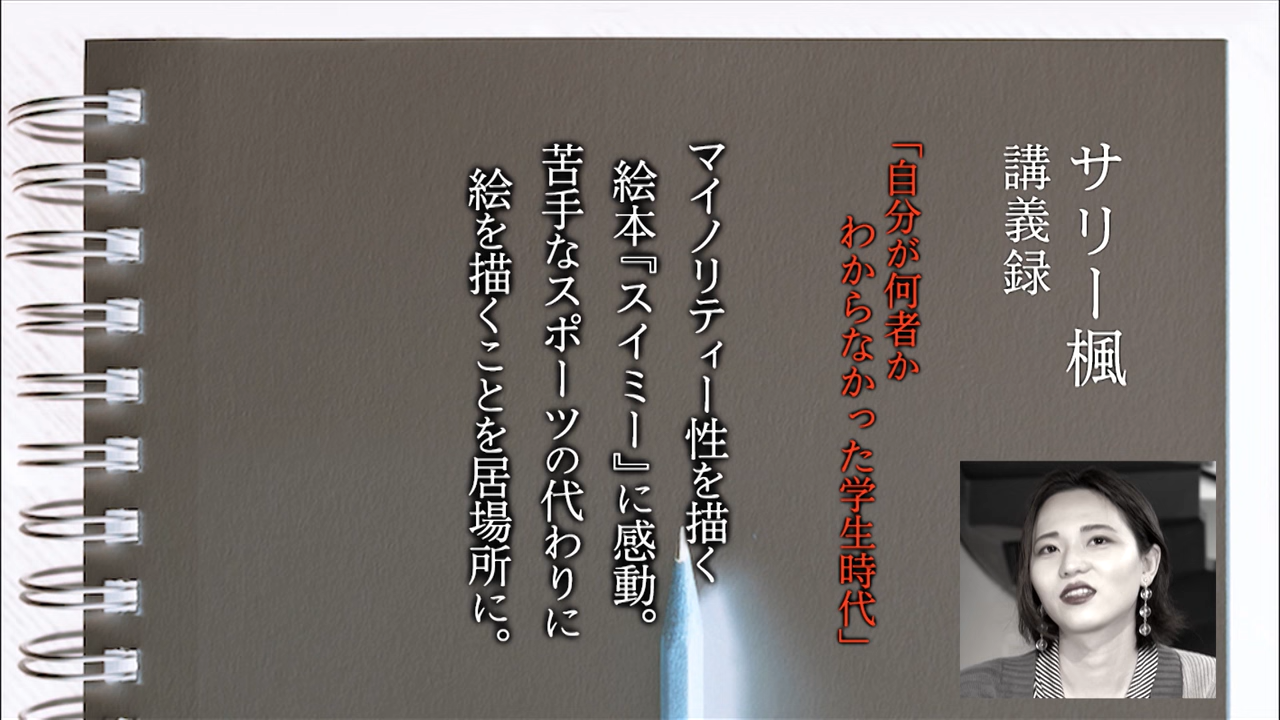 サリー楓
講義録
「自分が何者か
わからなかった学生時代」
マイノリティー性を描く
絵本『スイミー』に感動。
苦手なスポーツの代わりに
絵を描くことを居場所に。